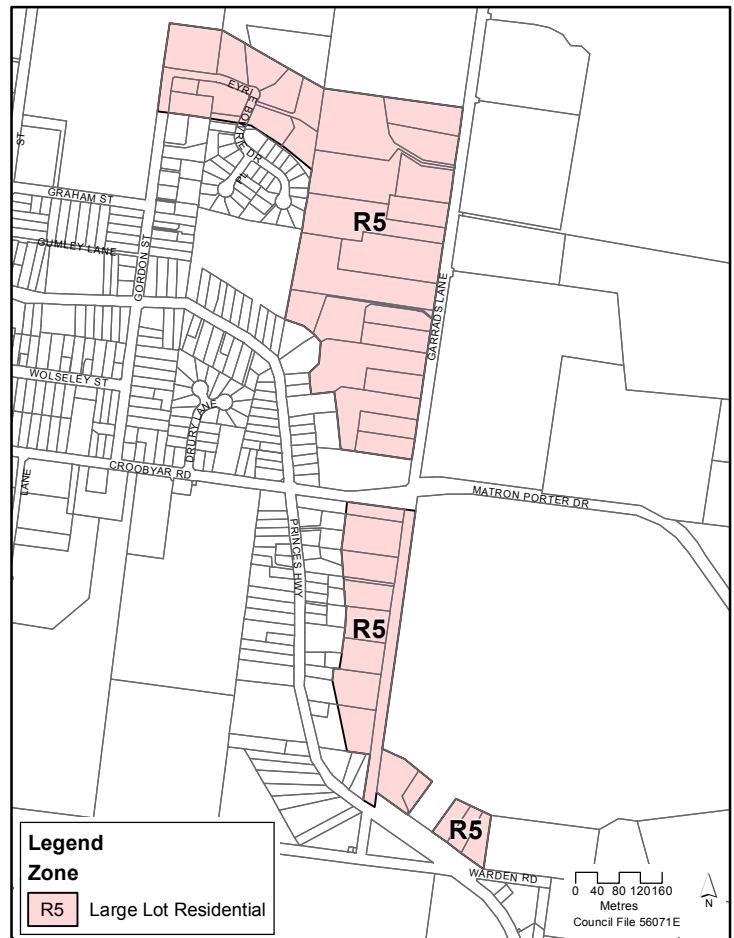 EYRIE BOWRIE DR
PL
ST
GRAHAM ST
R5
GUMLEY LANE
GORDON ST
GARRADS LANE
WOLSELEY ST
DRURY LANE
CROOBYAR RD
LANE
MATRON PORTER DR
PRINCES HWY
R5
R5
WARDEN RD
Legend
Zone
R5 Large Lot Residential
0 40 80 120 160
Metres
Council File 56071E
N